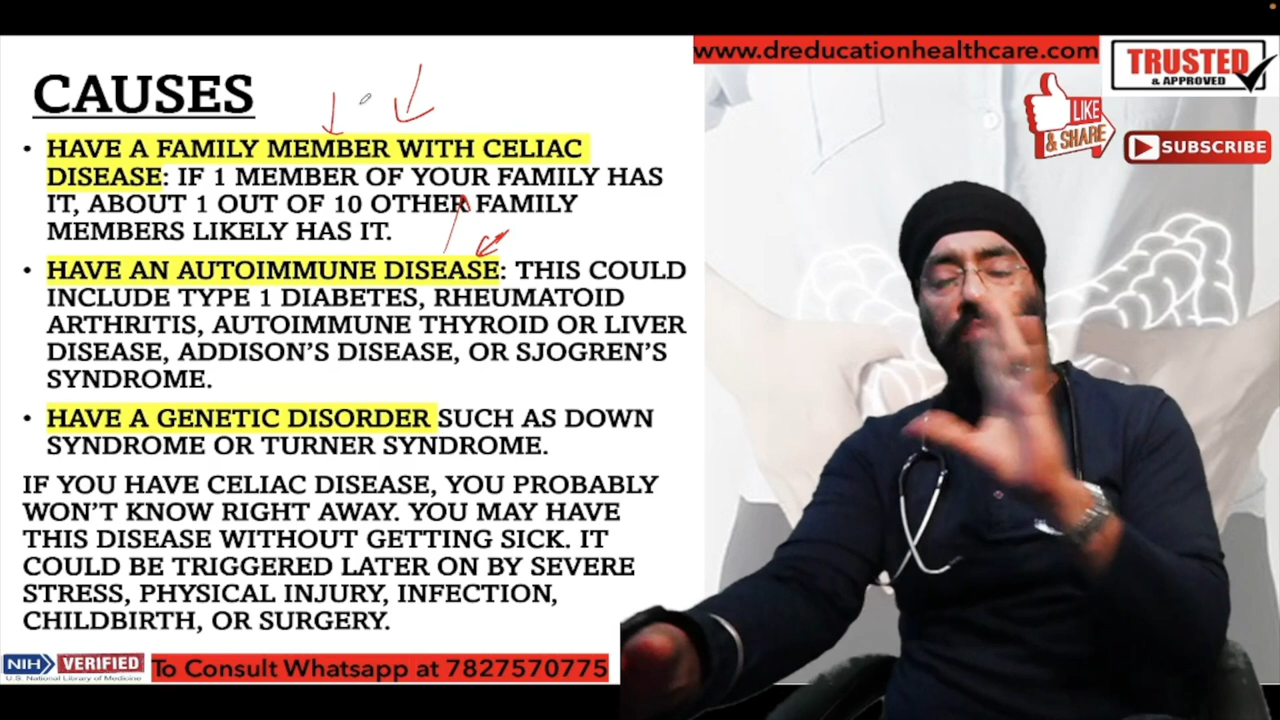 www.dreducationhealthcare.com
TRUSTED
& APPROVED
LIKE
& SHARE
SUBSCRIBE
CAUSES
• HAVE A FAMILY MEMBER WITH CELIAC
DISEASE: IF 1 MEMBER OF YOUR FAMILY HAS
IT, ABOUT 1 OUT OF 10 OTHER FAMILY
MEMBERS LIKELY HAS IT.
• HAVE AN AUTOIMMUNE DISEASE: THIS COULD
INCLUDE TYPE 1 DIABETES, RHEUMATOID
ARTHRITIS, AUTOIMMUNE THYROID OR LIVER
DISEASE, ADDISON'S DISEASE, OR SJOGREN'S
SYNDROME.
• HAVE A GENETIC DISORDER SUCH AS DOWN
SYNDROME OR TURNER SYNDROME.
IF YOU HAVE CELIAC DISEASE, YOU PROBABLY
WON'T KNOW RIGHT AWAY. YOU MAY HAVE
THIS DISEASE WITHOUT GETTING SICK. IT
COULD BE TRIGGERED LATER ON BY SEVERE
STRESS, PHYSICAL INJURY, INFECTION,
CHILDBIRTH, OR SURGERY.
NIH VERIFIED
U.S. National Library of Medicine
To Consult Whatsapp at 7827570775